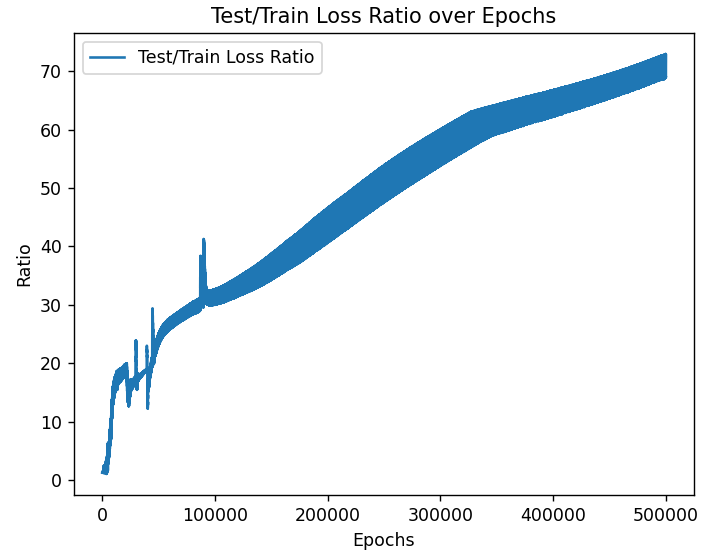 Test/Train Loss Ratio over Epochs
Test/Train Loss Ratio
70
60
50
40
30
20
10
0
Ratio
0 100000 200000 300000 400000 500000
Epochs